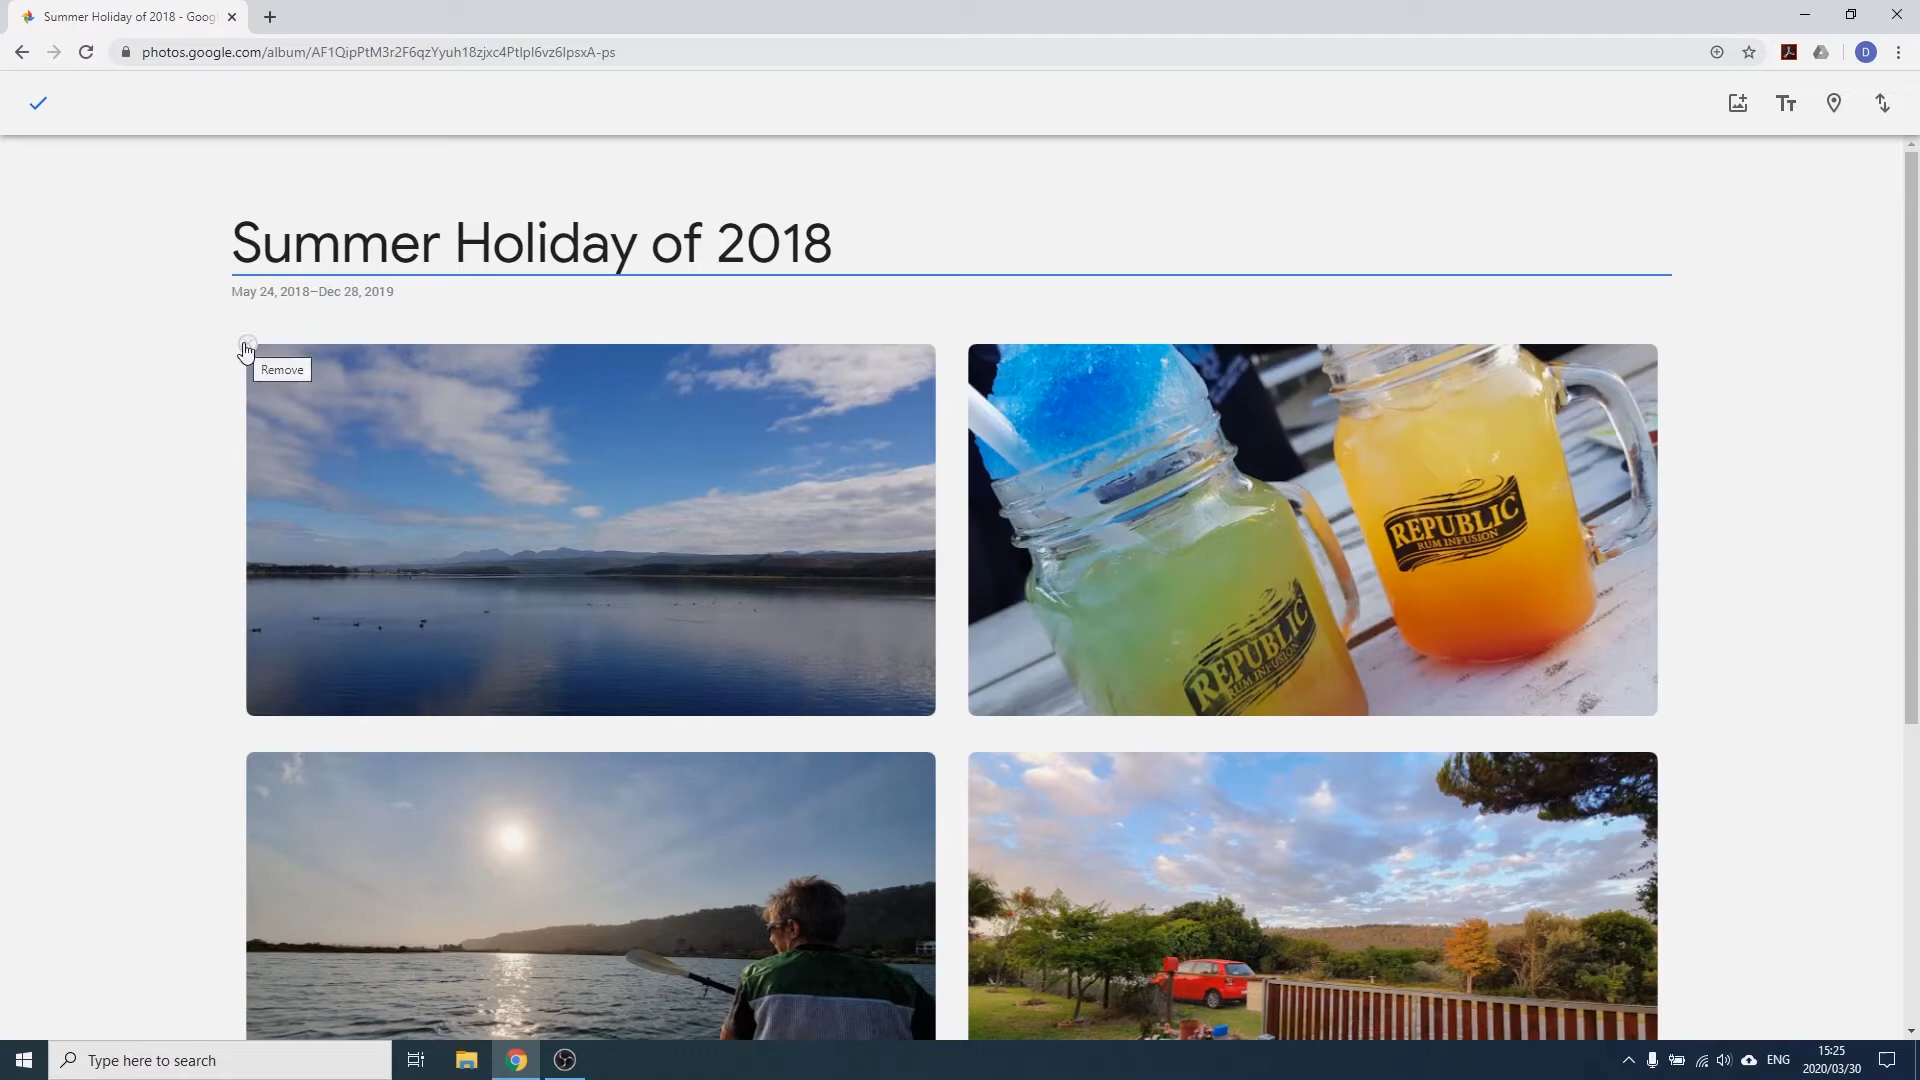 Summer Holiday of 2018 - Goog
photos.google.com/album/AF1QipPtM3r2F6qzYyuh18zjxc4PtIpI6vz6IpsxA-ps
D
Summer Holiday of 2018
May 24, 2018–Dec 28, 2019
Remove
REPUBLIC
RUM INFUSION
REPUBLIC
RUM INFUSION
Type here to search
ENG
15:25
2020/03/30